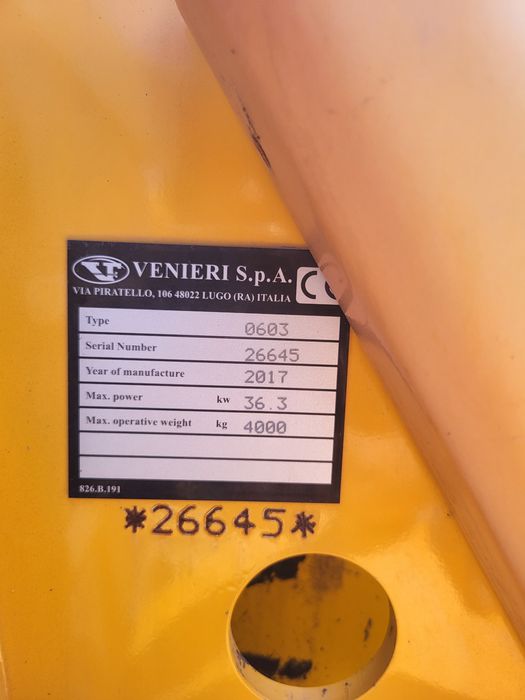 VF VENIERI S.p.A. CE
VIA PIRATELLO, 106 48022 LUGO (RA) ITALIA
Type 0603
Serial Number 26645
Year of manufacture 2017
Max. power kw 36.3
Max. operative weight kg 4000
826.B.191
*26645*